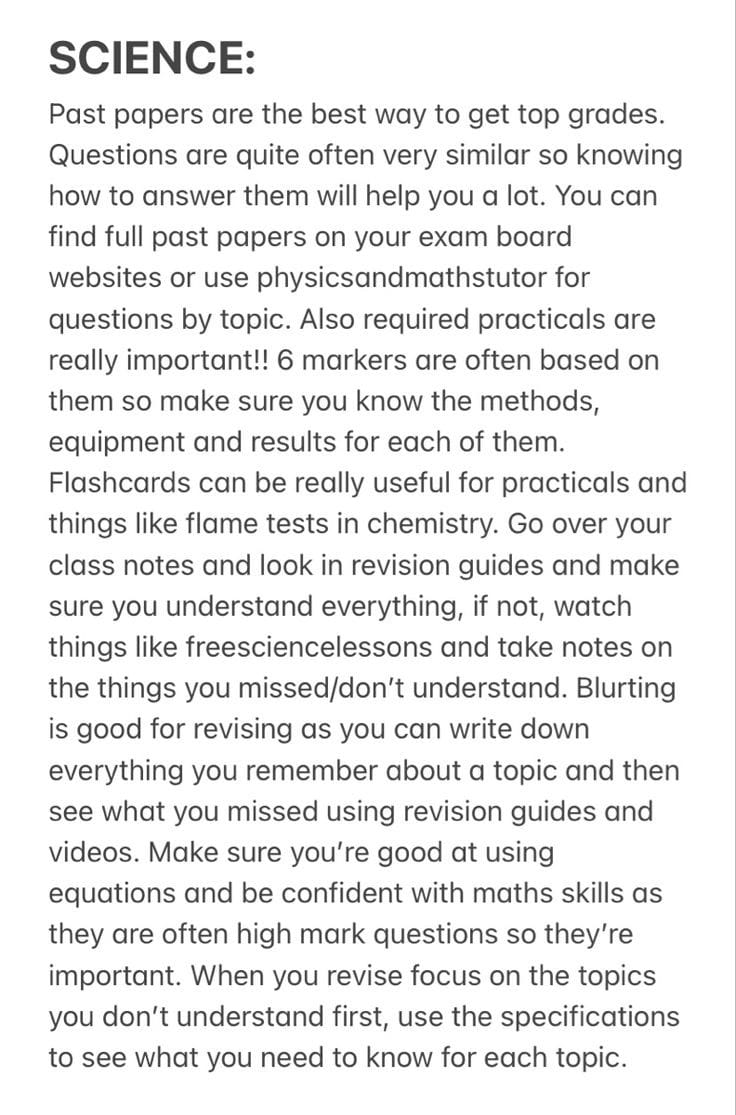 SCIENCE:
Past papers are the best way to get top grades.
Questions are quite often very similar so knowing
how to answer them will help you a lot. You can
find full past papers on your exam board
websites or use physicsandmathstutor for
questions by topic. Also required practicals are
really important!! 6 markers are often based on
them so make sure you know the methods,
equipment and results for each of them.
Flashcards can be really useful for practicals and
things like flame tests in chemistry. Go over your
class notes and look in revision guides and make
sure you understand everything, if not, watch
things like freesciencelessons and take notes on
the things you missed/don’t understand. Blurting
is good for revising as you can write down
everything you remember about a topic and then
see what you missed using revision guides and
videos. Make sure you’re good at using
equations and be confident with maths skills as
they are often high mark questions so they’re
important. When you revise focus on the topics
you don’t understand first, use the specifications
to see what you need to know for each topic.